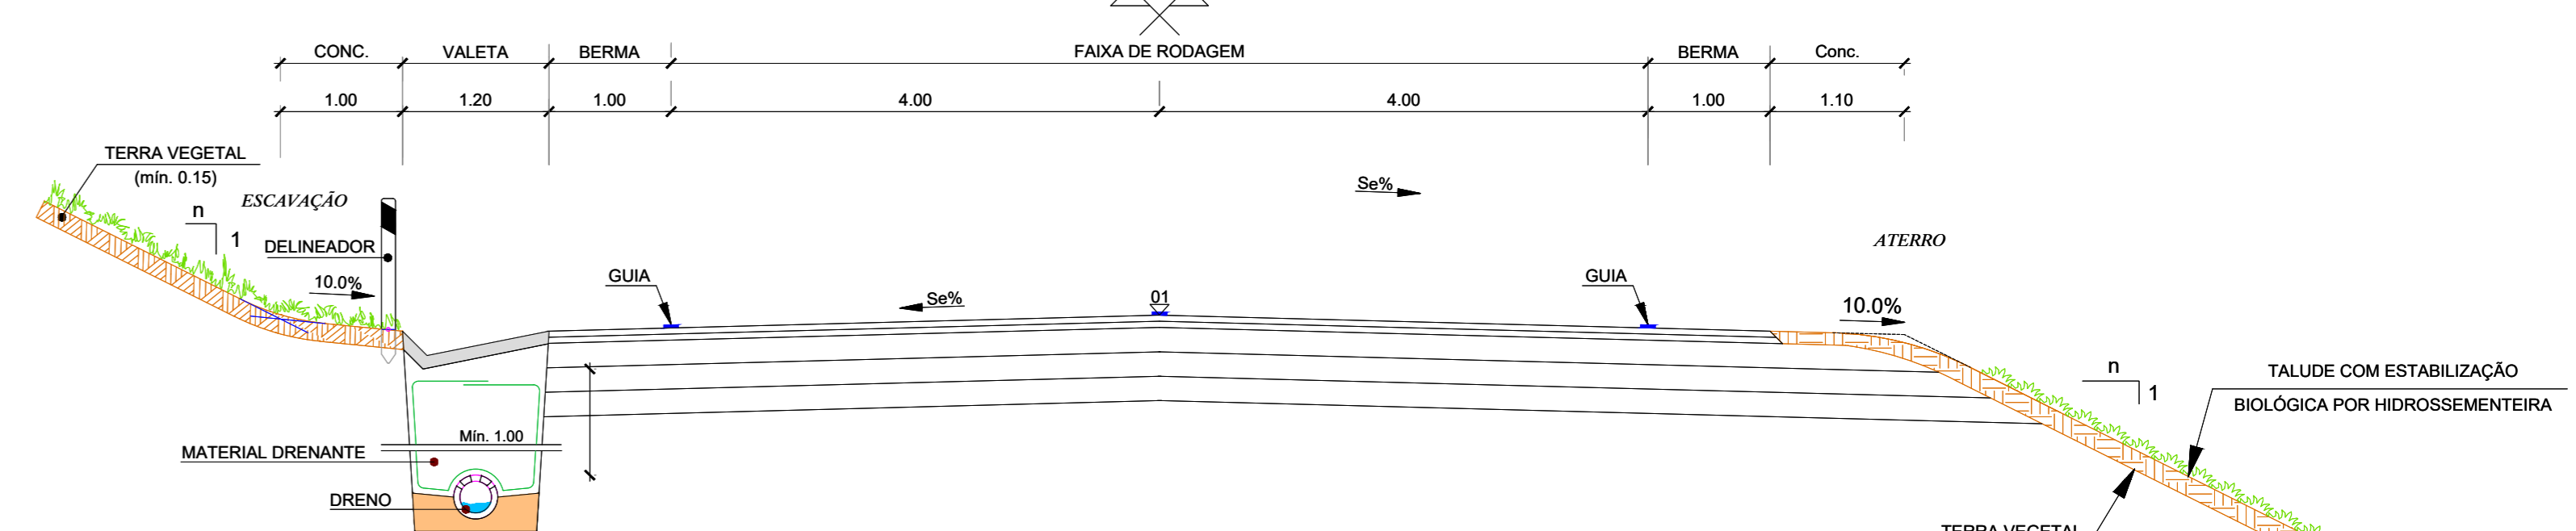 CONC. VALETA BERMA FAIXA DE RODAGEM BERMA Conc.
1.00 1.20 1.00 4.00 4.00 1.00 1.10
TERRA VEGETAL
(mín. 0.15)
ESCAVAÇÃO
n
1
DELINEADOR
10.0%
GUIA
Se%
01
Se%
GUIA
ATERRO
10.0%
n
1
TALUDE COM ESTABILIZAÇÃO
BIOLÓGICA POR HIDROSSEMENTEIRA
Mín. 1.00
MATERIAL DRENANTE
DRENO
TERRA VEGETAL